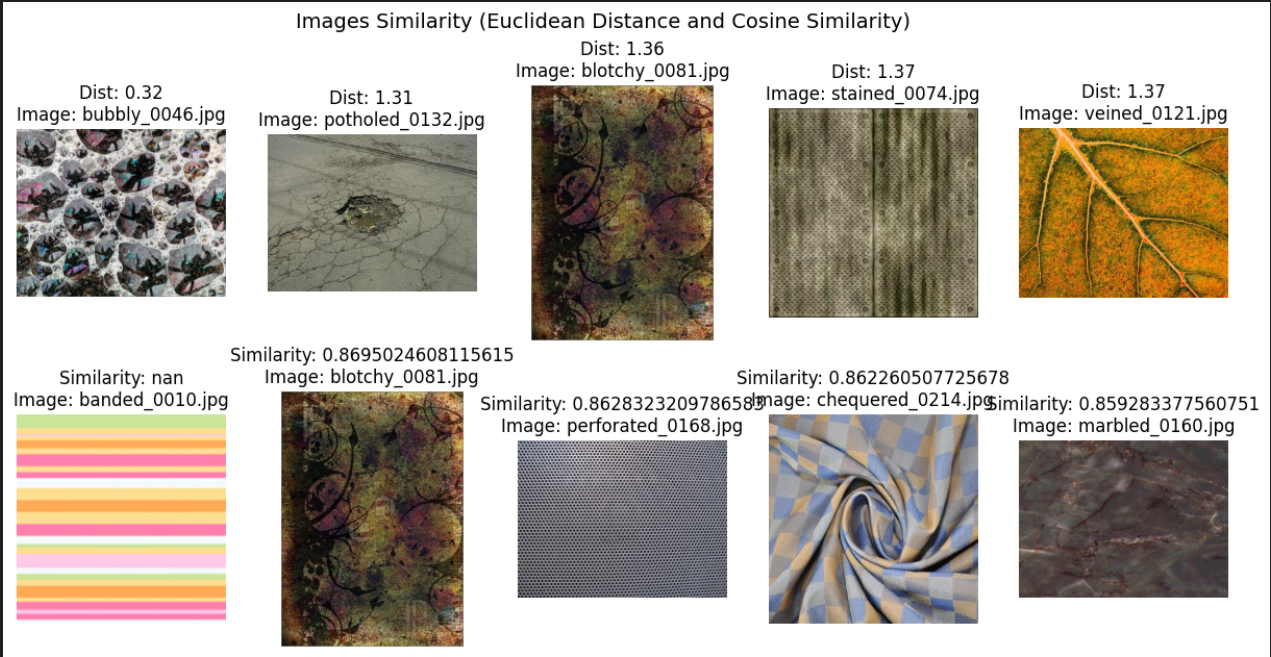 Images Similarity (Euclidean Distance and Cosine Similarity)
Dist: 0.32
Image: bubbly_0046.jpg
Dist: 1.31
Image: potholed_0132.jpg
Dist: 1.36
Image: blotchy_0081.jpg
Dist: 1.37
Image: stained_0074.jpg
Dist: 1.37
Image: veined_0121.jpg
Similarity: nan
Image: banded_0010.jpg
Similarity: 0.8695024608115615
Image: blotchy_0081.jpg
Similarity: 0.8628323209786583
Image: perforated_0168.jpg
Similarity: 0.862260507725678
Image: chequered_0214.jpg
Similarity: 0.859283377560751
Image: marbled_0160.jpg